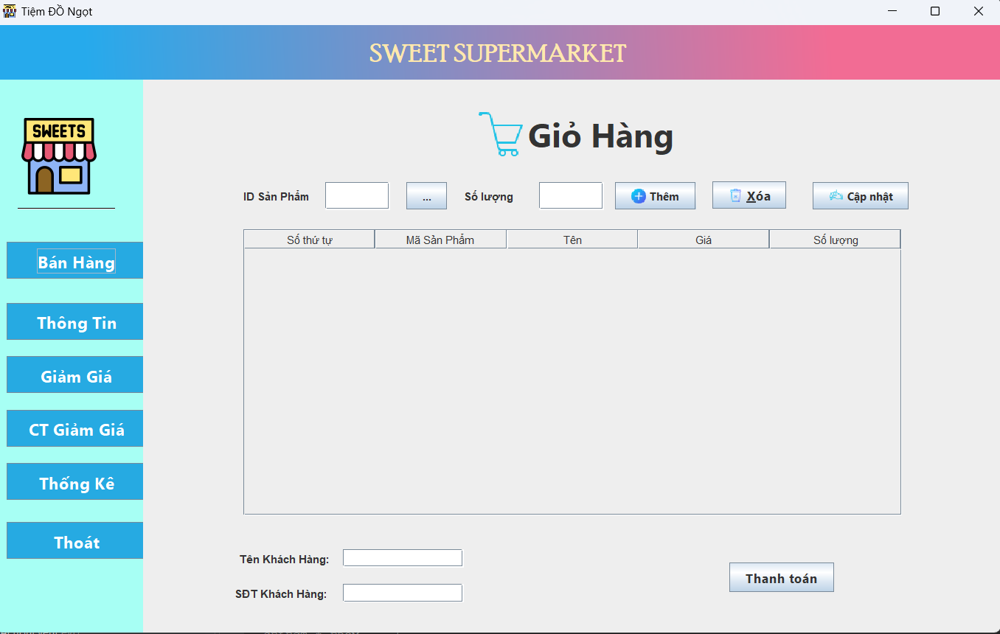 Tiệm ĐỒ Ngọt
SWEET SUPERMARKET
SWEETS
Bán Hàng
Thông Tin
Giảm Giá
CT Giảm Giá
Thống Kê
Thoát
Giỏ Hàng
ID Sản Phẩm ... Số lượng Thêm Xóa Cập nhật
Số thứ tự Mã Sản Phẩm Tên Giá Số lượng
Tên Khách Hàng:
SĐT Khách Hàng:
Thanh toán